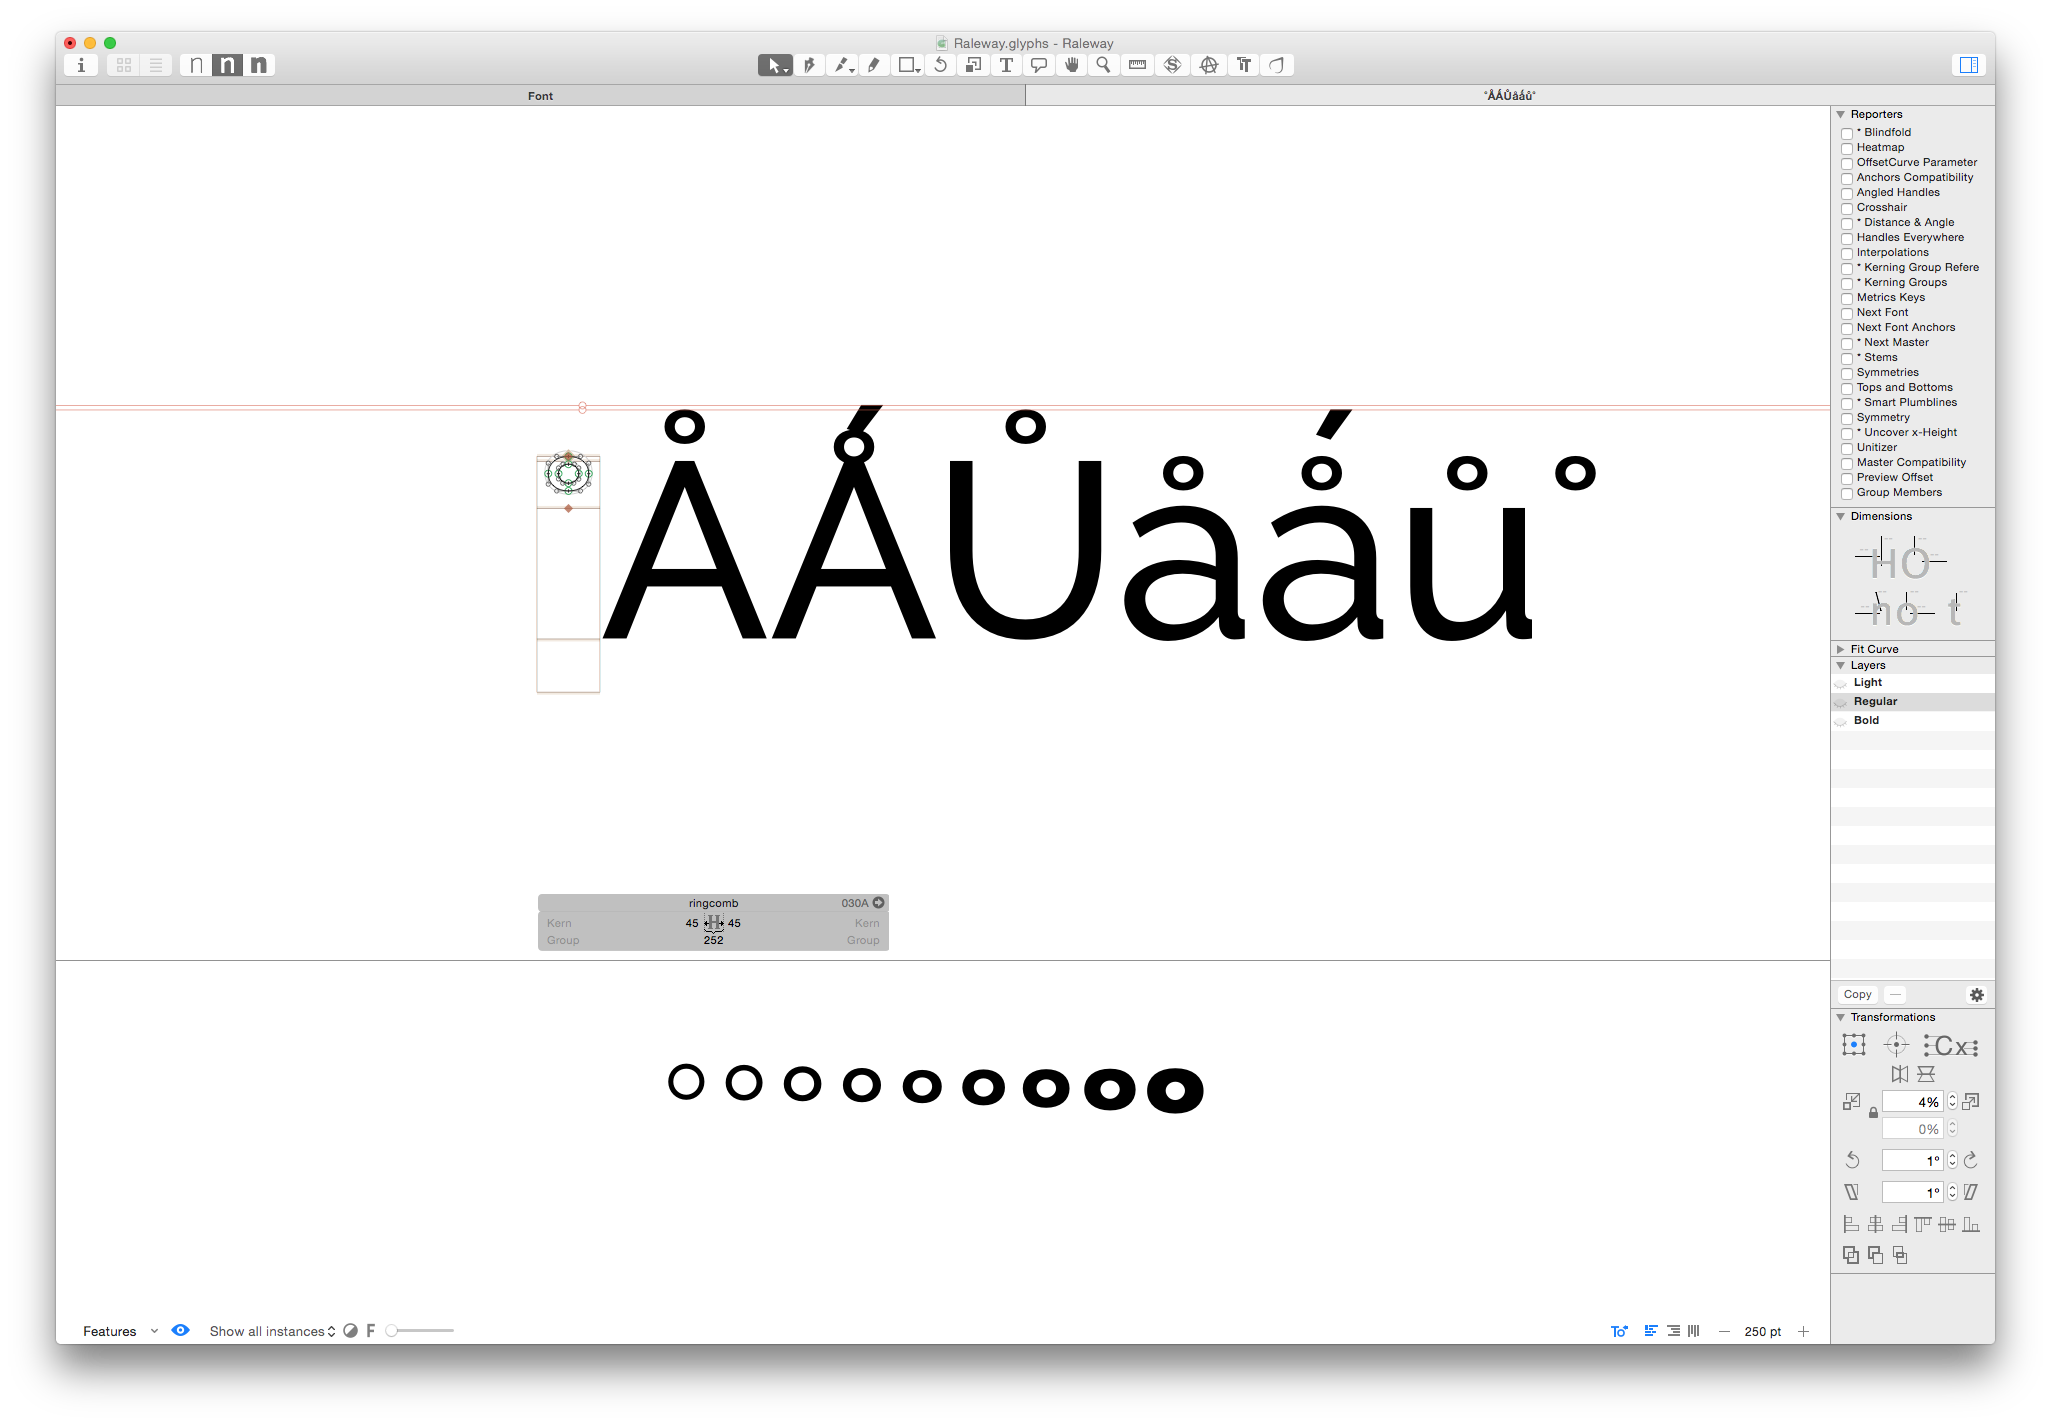 Raleway.glyphs - Raleway
n n n
Font
˚ÅǺŮåǻů˚
ÅǺŮåǻů˚
ringcomb 030A
Kern 45 H 45 Kern
Group 252 Group
Features Show all instances F
To 250 pt
Reporters
* Blindfold
Heatmap
OffsetCurve Parameter
Anchors Compatibility
Angled Handles
Crosshair
* Distance & Angle
Handles Everywhere
Interpolations
* Kerning Group Refere
* Kerning Groups
Metrics Keys
Next Font
Next Font Anchors
* Next Master
* Stems
Symmetries
Tops and Bottoms
* Smart Plumblines
Symmetry
* Uncover x-Height
Unitizer
Master Compatibility
Preview Offset
Group Members
Dimensions
HO
no t
Fit Curve
Layers
Light
Regular
Bold
Copy
Transformations
Cx
4%
0%
1°
1°